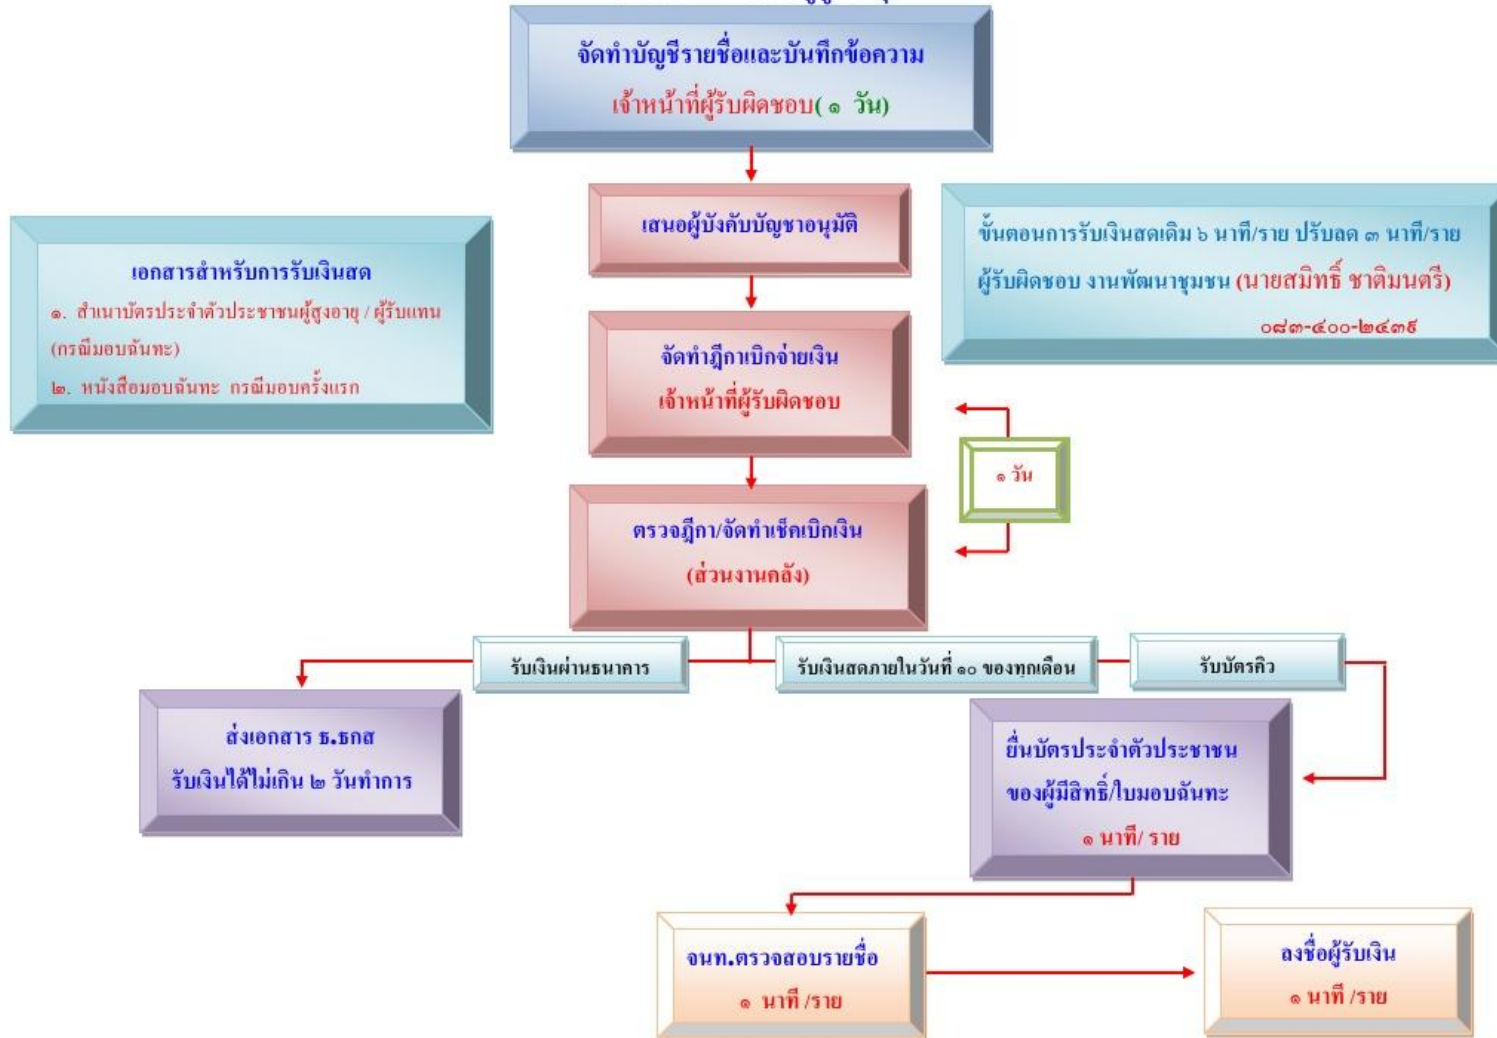 จัดทำบัญชีรายชื่อและบันทึกข้อความ
เจ้าหน้าที่ผู้รับผิดชอบ( ๑ วัน)
เสนอผู้บังคับบัญชาอนุมัติ
เอกสารสำหรับการรับเงินสด
๑. สำเนาบัตรประจำตัวประชาชนผู้สูงอายุ / ผู้รับแทน
(กรณีมอบฉันทะ)
๒. หนังสือมอบฉันทะ กรณีมอบครั้งแรก
ขั้นตอนการรับเงินสดเดิม ๖ นาที/ราย ปรับลด ๓ นาที/ราย
ผู้รับผิดชอบ งานพัฒนาชุมชน (นายสมิทธิ์ ชาติมนตรี)
๐๘๓-๔๐๐-๒๔๓๙
จัดทำฎีกาเบิกจ่ายเงิน
เจ้าหน้าที่ผู้รับผิดชอบ
๑ วัน
ตรวจฎีกา/จัดทำเช็คเบิกเงิน
(ส่วนงานคลัง)
รับเงินผ่านธนาคาร
รับเงินสดภายในวันที่ ๑๐ ของทุกเดือน
รับบัตรคิว
ส่งเอกสาร ธ.ธกส
รับเงินได้ไม่เกิน ๒ วันทำการ
ยื่นบัตรประจำตัวประชาชน
ของผู้มีสิทธิ์/ใบมอบฉันทะ
๑ นาที/ ราย
จนท.ตรวจสอบรายชื่อ
๑ นาที /ราย
ลงชื่อผู้รับเงิน
๑ นาที /ราย